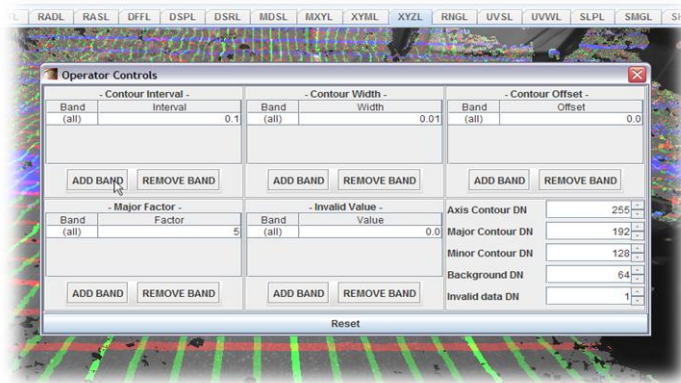 RADL RASL DFFL DSPL DSRL MDSL MXYL XYML XYZL RNGL UVSL UVWL SLPL SMGL
Operator Controls
- Contour Interval - - Contour Width - - Contour Offset -
Band Interval Band Width Band Offset
(all) 0.1 (all) 0.01 (all) 0.0
ADD BAND REMOVE BAND ADD BAND REMOVE BAND ADD BAND REMOVE BAND
- Major Factor - - Invalid Value - Axis Contour DN 255
Band Factor Band Value
(all) 5 (all) 0.0 Major Contour DN 192
Minor Contour DN 128
Background DN 64
ADD BAND REMOVE BAND ADD BAND REMOVE BAND Invalid data DN 1
Reset